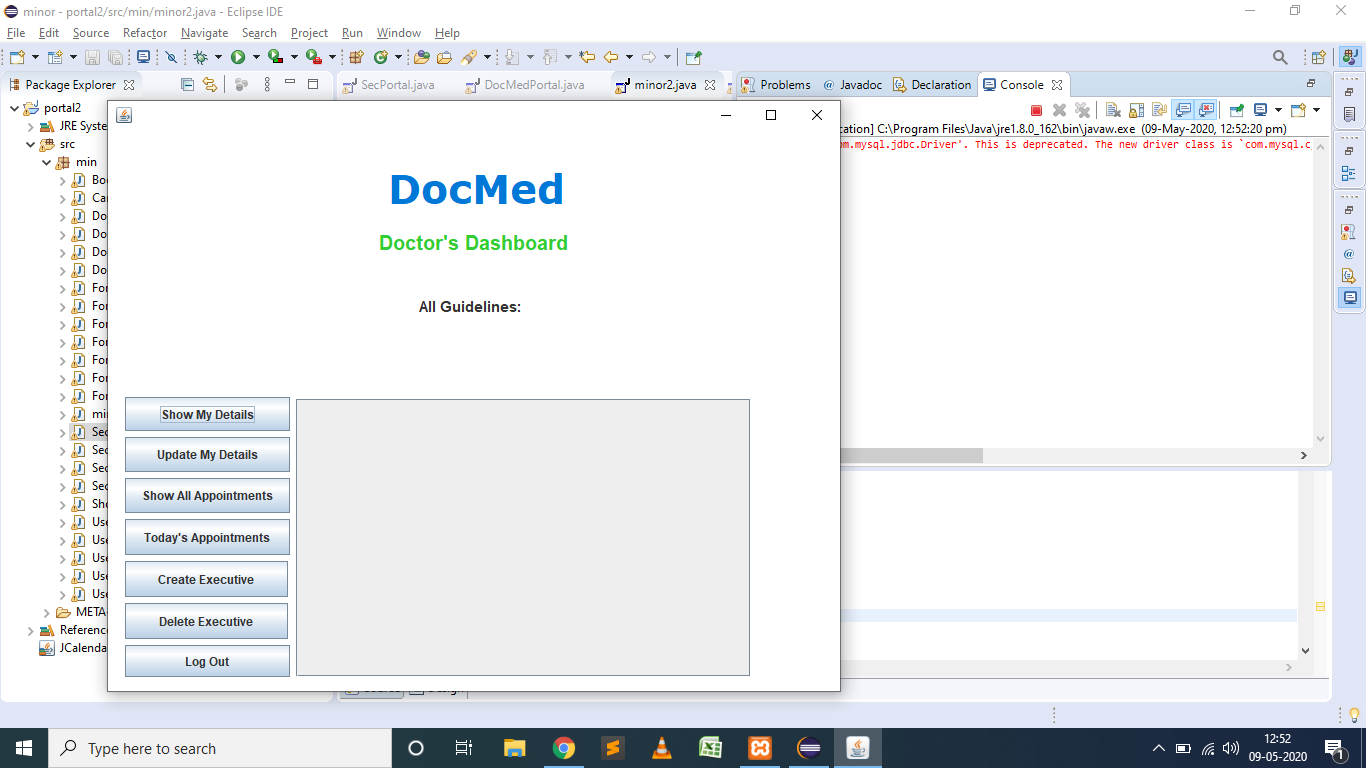 minor - portal2/src/min/minor2.java - Eclipse IDE
File Edit Source Refactor Navigate Search Project Run Window Help
Package Explorer
SecPortal.java DocMedPortal.java minor2.java
Problems @ Javadoc Declaration Console
portal2
JRE Syste
src
min
Boo
Car
Do
Do
Do
Do
For
For
For
For
For
For
For
min
Sec
Sec
Sec
Sec
Sho
Use
Use
Use
Use
Use
META
Referenc
JCalenda
cation] C:\Program Files\Java\jre1.8.0_162\bin\javaw.exe (09-May-2020, 12:52:20 pm)
om.mysql.jdbc.Driver'. This is deprecated. The new driver class is `com.mysql.c
DocMed
Doctor's Dashboard
All Guidelines:
Show My Details
Update My Details
Show All Appointments
Today's Appointments
Create Executive
Delete Executive
Log Out
Type here to search
12:52
09-05-2020
1